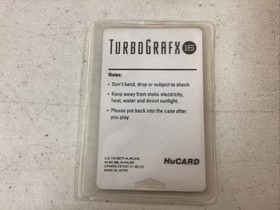 TURBOGRAFX 16
Notes:
• Don't bend, drop or subject to shock.
• Keep away from static electricity,
heat, water and direct sunlight.
• Please put back into the case after
you play.
U.S. PATENTS
MADE IN JAPAN
HuCARD